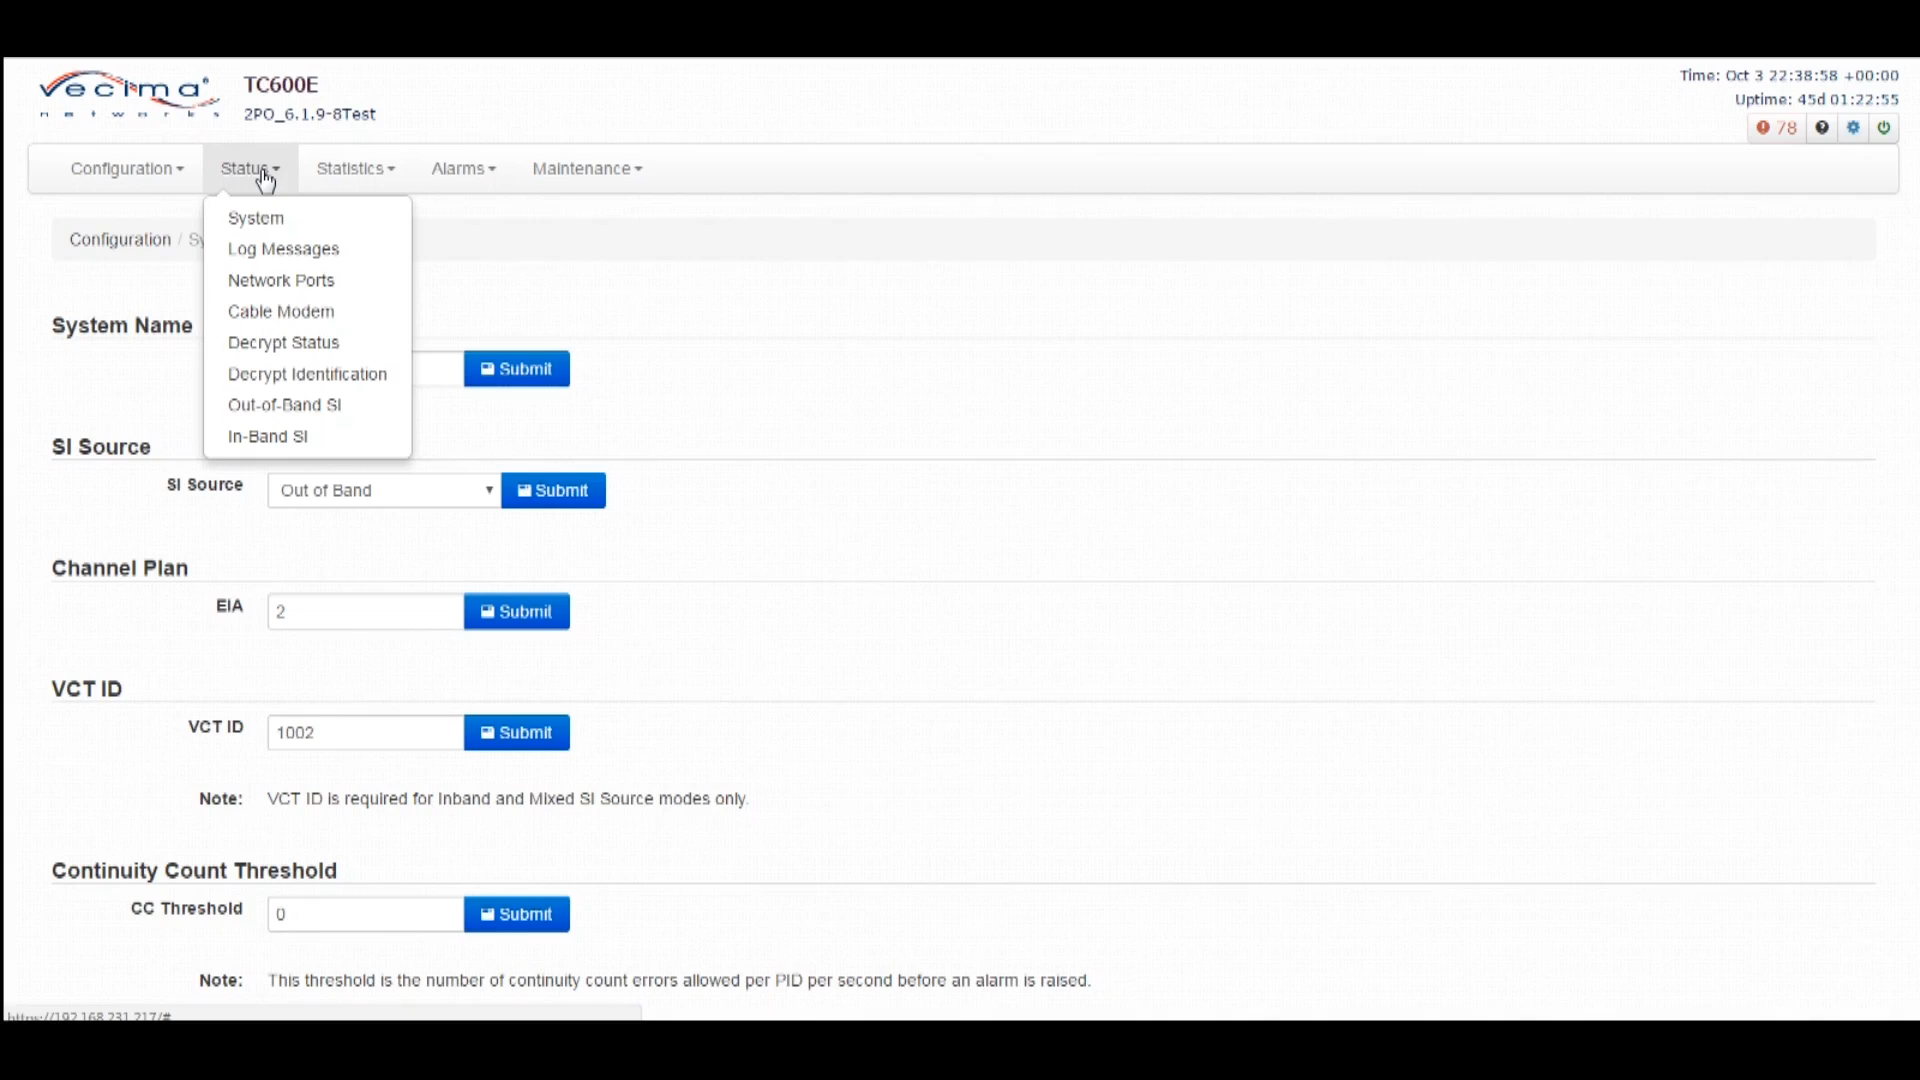 vecima
networks
TC600E
2PO_6.1.9-8Test
Time: Oct 3 22:38:58 +00:00
Uptime: 45d 01:22:55
78
Configuration
Status
Statistics
Alarms
Maintenance
Configuration / Sy
System
Log Messages
Network Ports
Cable Modem
Decrypt Status
Decrypt Identification
Out-of-Band SI
In-Band SI
System Name
Submit
SI Source
SI Source Out of Band Submit
Channel Plan
EIA 2 Submit
VCT ID
VCT ID 1002 Submit
Note: VCT ID is required for Inband and Mixed SI Source modes only.
Continuity Count Threshold
CC Threshold 0 Submit
Note: This threshold is the number of continuity count errors allowed per PID per second before an alarm is raised.
https://192.168.231.217/#